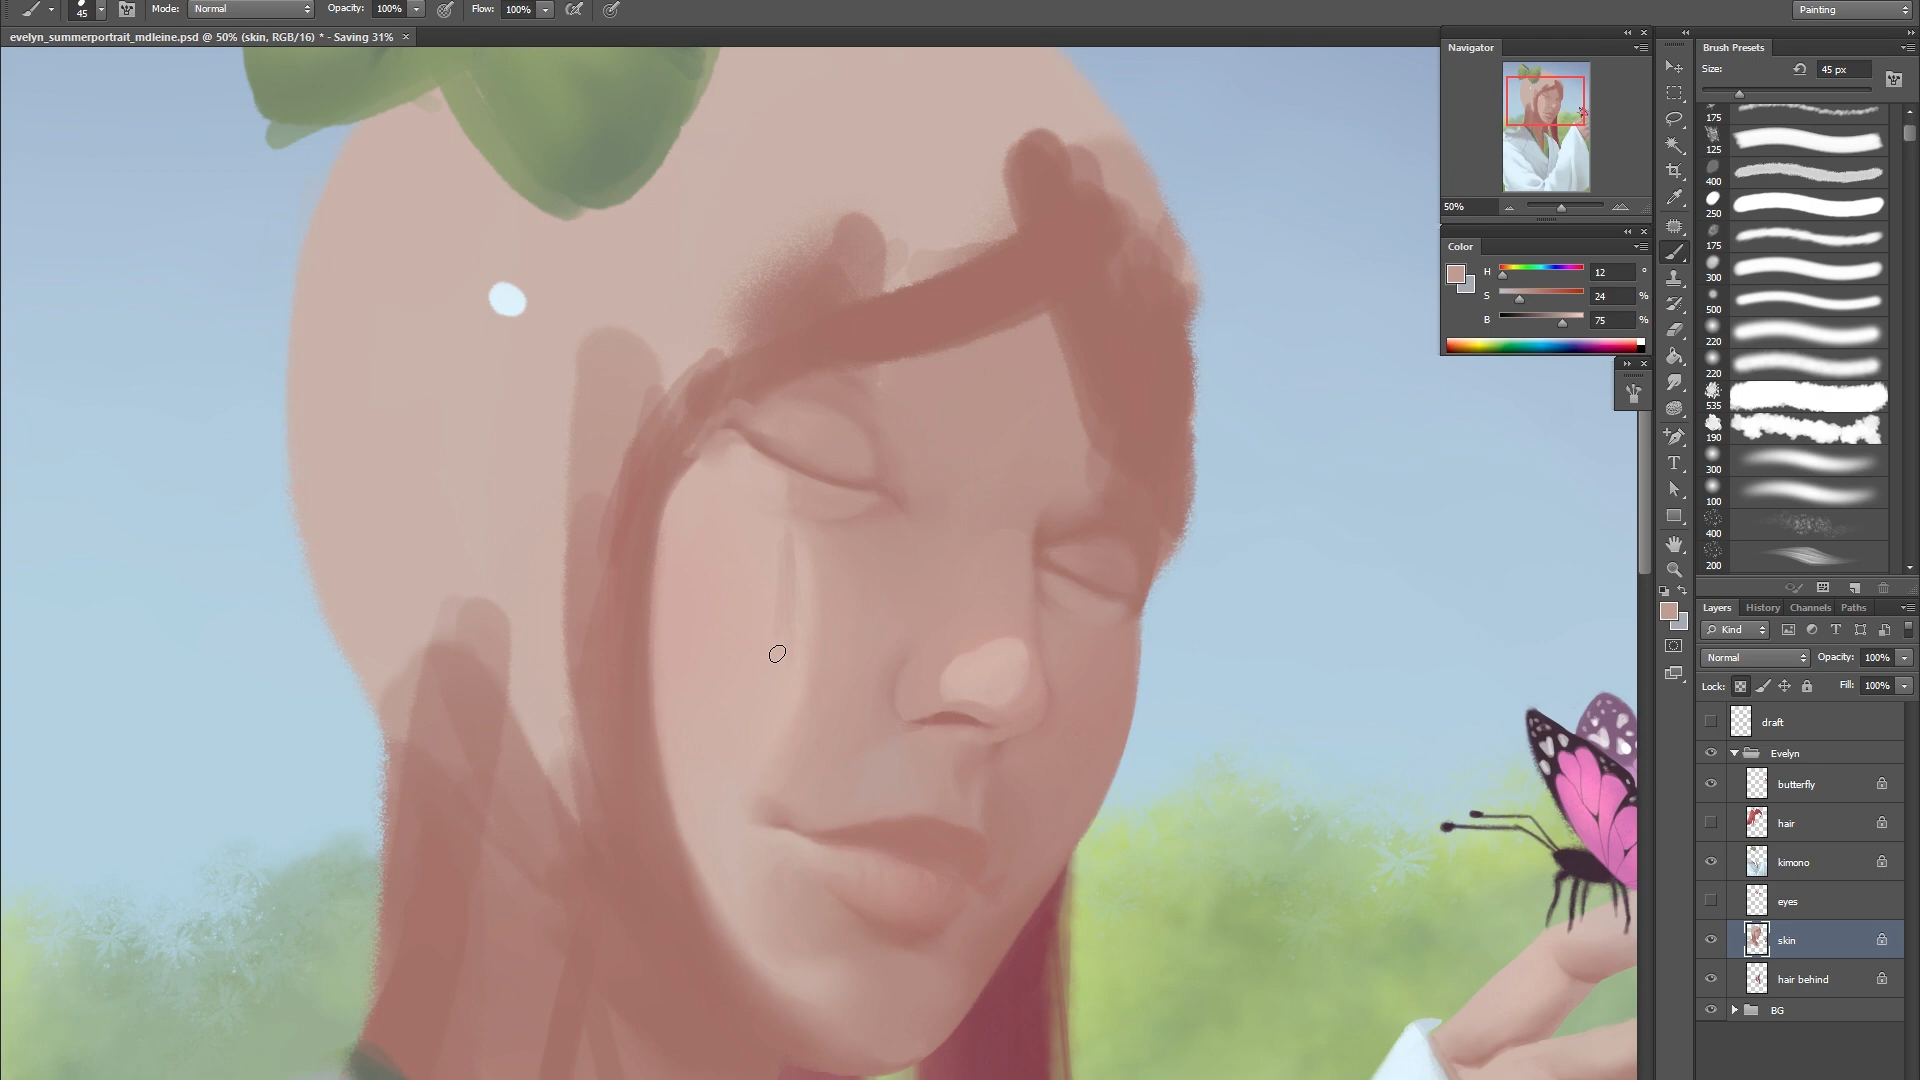 45 Mode: Normal Opacity: 100% Flow: 100% Painting
evelyn_summerportrait_mdleine.psd @ 50% (skin, RGB/16) * - Saving 31% ×
Navigator
50%
Color
H 12 °
S 24 %
B 75 %
Brush Presets
Size: 45 px
175
125
400
250
175
300
500
220
220
535
190
300
100
400
200
Layers History Channels Paths
Kind
Normal Opacity: 100%
Lock: Fill: 100%
draft
Evelyn
butterfly
hair
kimono
eyes
skin
hair behind
BG